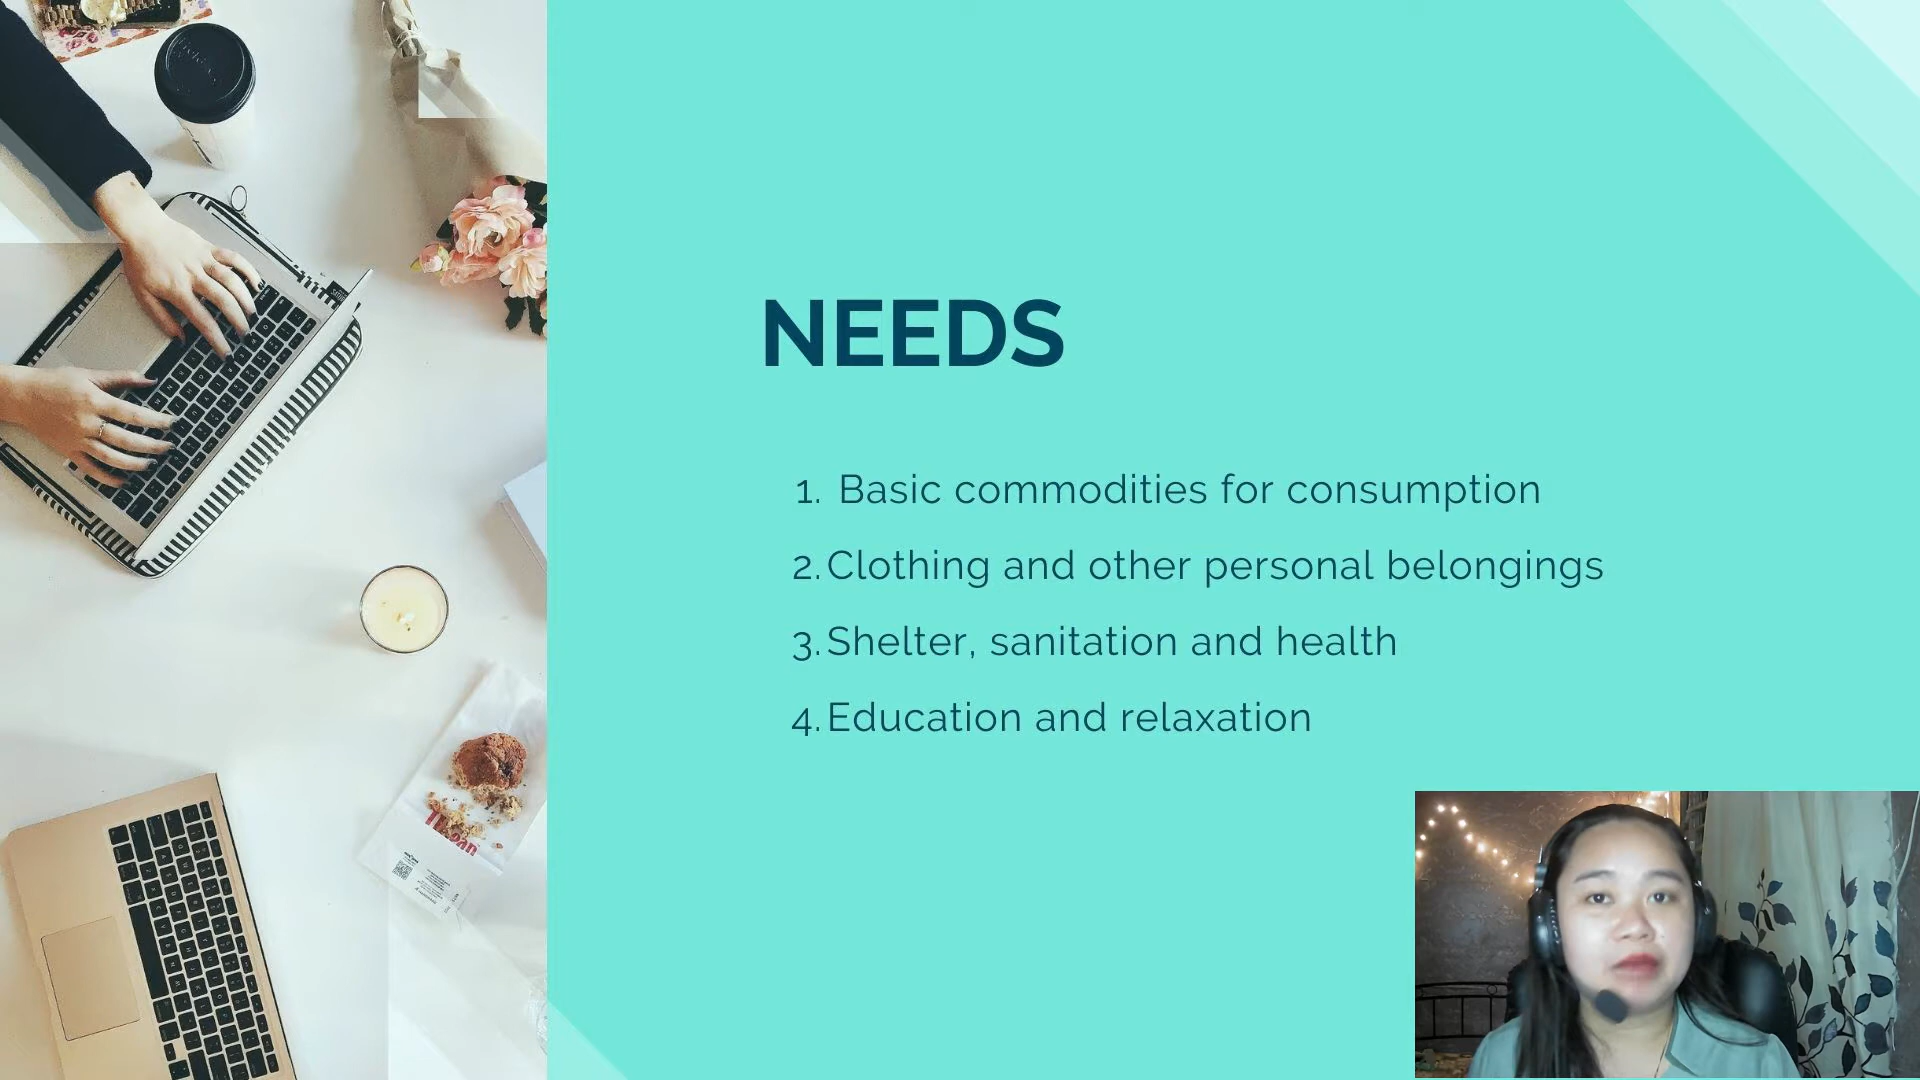 NEEDS
1. Basic commodities for consumption
2. Clothing and other personal belongings
3. Shelter, sanitation and health
4. Education and relaxation